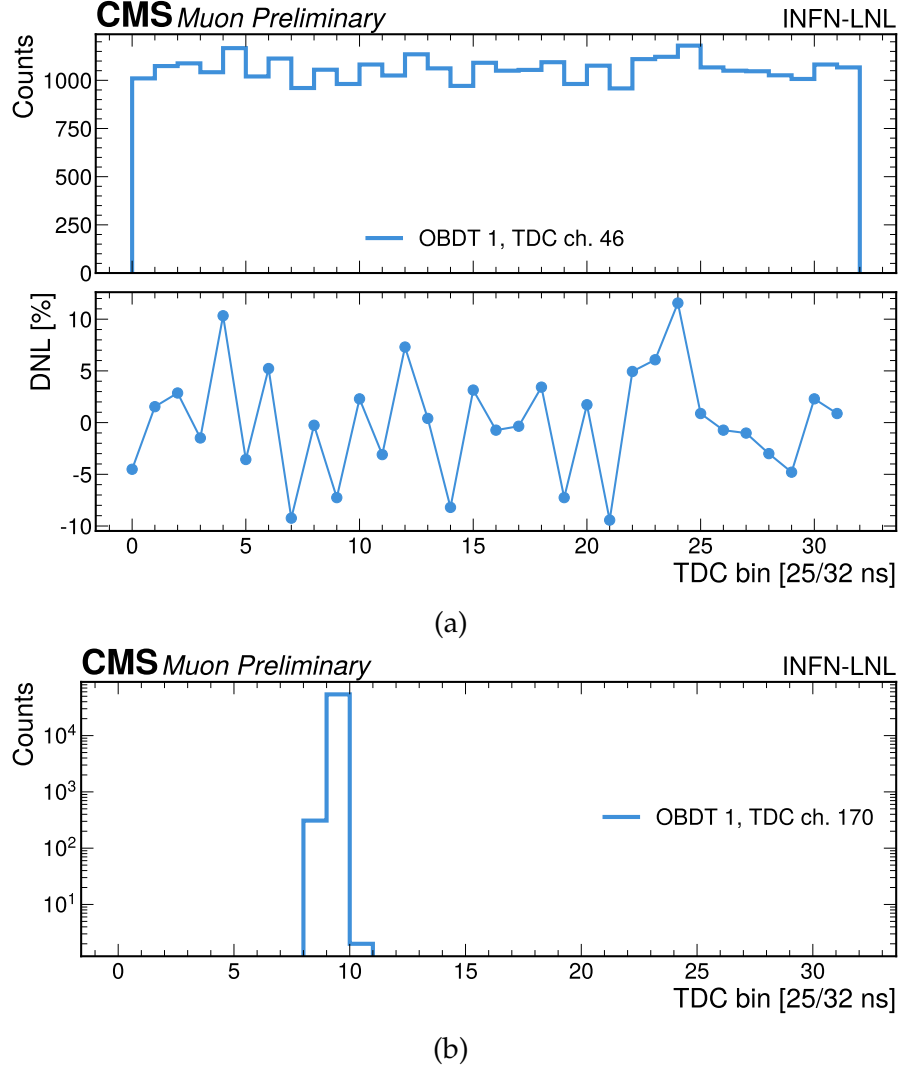 CMS Muon Preliminary INFN-LNL
Counts
1000
750
500
250
0
OBDT 1, TDC ch. 46
DNL [%]
10
5
0
-5
-10
0 5 10 15 20 25 30
TDC bin [25/32 ns]
(a)
CMS Muon Preliminary INFN-LNL
Counts
10⁴
10³
10²
10¹
OBDT 1, TDC ch. 170
0 5 10 15 20 25 30
TDC bin [25/32 ns]
(b)